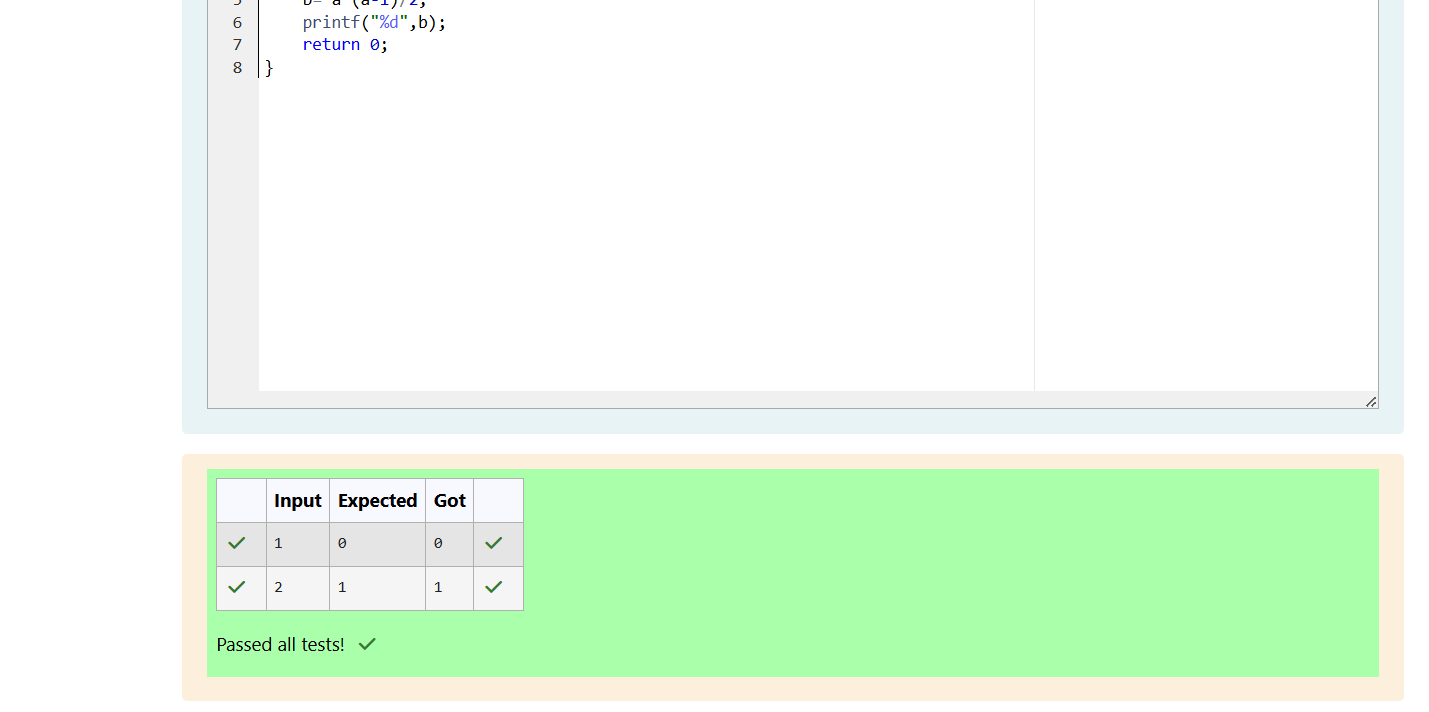 6 printf("%d",b);
7 return 0;
8 }
Input Expected Got
1 0 0
2 1 1
Passed all tests!